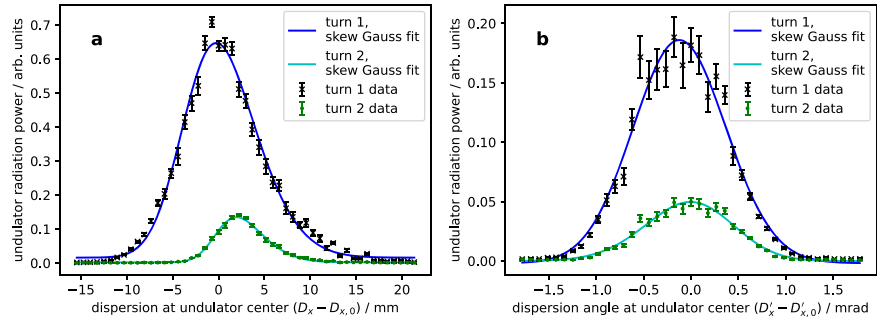 undulator radiation power / arb. units
0.7
0.6
0.5
0.4
0.3
0.2
0.1
0.0
a
turn 1,
skew Gauss fit
turn 2,
skew Gauss fit
turn 1 data
turn 2 data
−15 −10 −5 0 5 10 15 20
dispersion at undulator center (Dₓ − Dₓ,₀) / mm
undulator radiation power / arb. units
0.20
0.15
0.10
0.05
0.00
b
turn 1,
skew Gauss fit
turn 2,
skew Gauss fit
turn 1 data
turn 2 data
−1.5 −1.0 −0.5 0.0 0.5 1.0 1.5
dispersion angle at undulator center (D′ₓ − D′ₓ,₀) / mrad